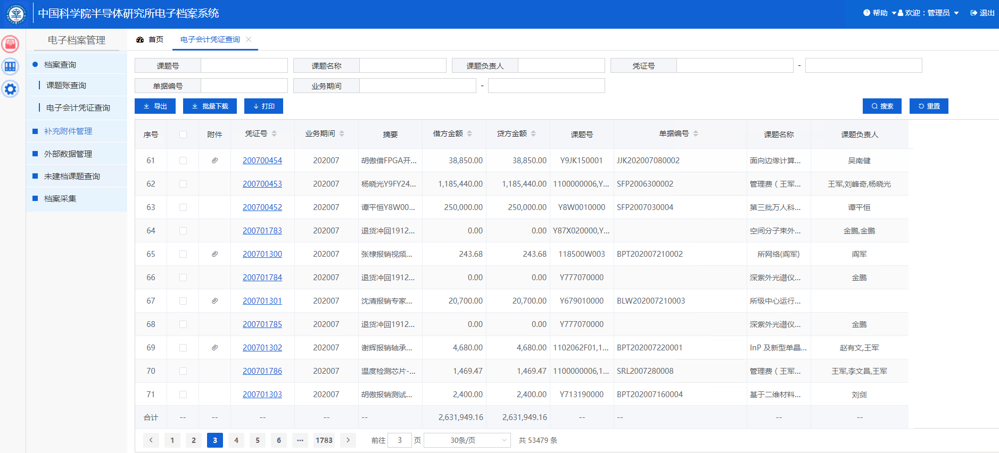 中国科学院半导体研究所电子档案系统
帮助 欢迎：管理员 退出
电子档案管理
首页 电子会计凭证查询
档案查询
课题账查询
电子会计凭证查询
补充附件管理
外部数据管理
未建档课题查询
档案采集
课题号 课题名称 课题负责人 凭证号 -
单据编号 业务期间 -
导出 批量下载 打印 搜索 重置
序号 附件 凭证号 业务期间 摘要 借方金额 贷方金额 课题号 单据编号 课题名称 课题负责人
61 200700454 202007 胡傲借FPGA开... 38,850.00 38,850.00 Y9JK150001 JJK202007080002 面向边缘计算... 吴南健
62 200700453 202007 杨晓光Y9FY24... 1,185,440.00 1,185,440.00 1100000006,Y... SFP2006300002 管理费（王军... 王军,刘峰奇,杨晓光
63 200700452 202007 谭平恒Y8W00... 250,000.00 250,000.00 Y8W0010000 SFP2007030004 第三批万人科... 谭平恒
64 200701783 202007 退货冲回1912... 0.00 0.00 Y87X020000,Y... 空间分子束外... 金鹏,金鹏
65 200701300 202007 张棣报销视频... 243.68 243.68 118500W003 BPT202007210002 所网络(阎军) 阎军
66 200701784 202007 退货冲回1912... 0.00 0.00 Y777070000 深紫外光谱仪... 金鹏
67 200701301 202007 沈清报销专家... 20,700.00 20,700.00 Y679010000 BLW202007210003 所级中心运行...
68 200701785 202007 退货冲回1912... 0.00 0.00 Y777070000 深紫外光谱仪... 金鹏
69 200701302 202007 谢辉报销轴承... 4,680.00 4,680.00 1102062F01,1... BPT202007220001 InP 及新型单晶... 赵有文,王军
70 200701786 202007 温度检测芯片-... 1,469.47 1,469.47 1100000006,1... SRL2007280008 管理费（王军... 王军,李文昌,王军
71 200701303 202007 胡傲报销测试... 2,400.00 2,400.00 Y713190000 BPT202007160004 基于二维材料... 刘剑
合计 -- -- -- -- -- 2,631,949.16 2,631,949.16 -- -- -- --
1 2 3 4 5 6 ··· 1783 前往 3 页 30条/页 共 53479 条